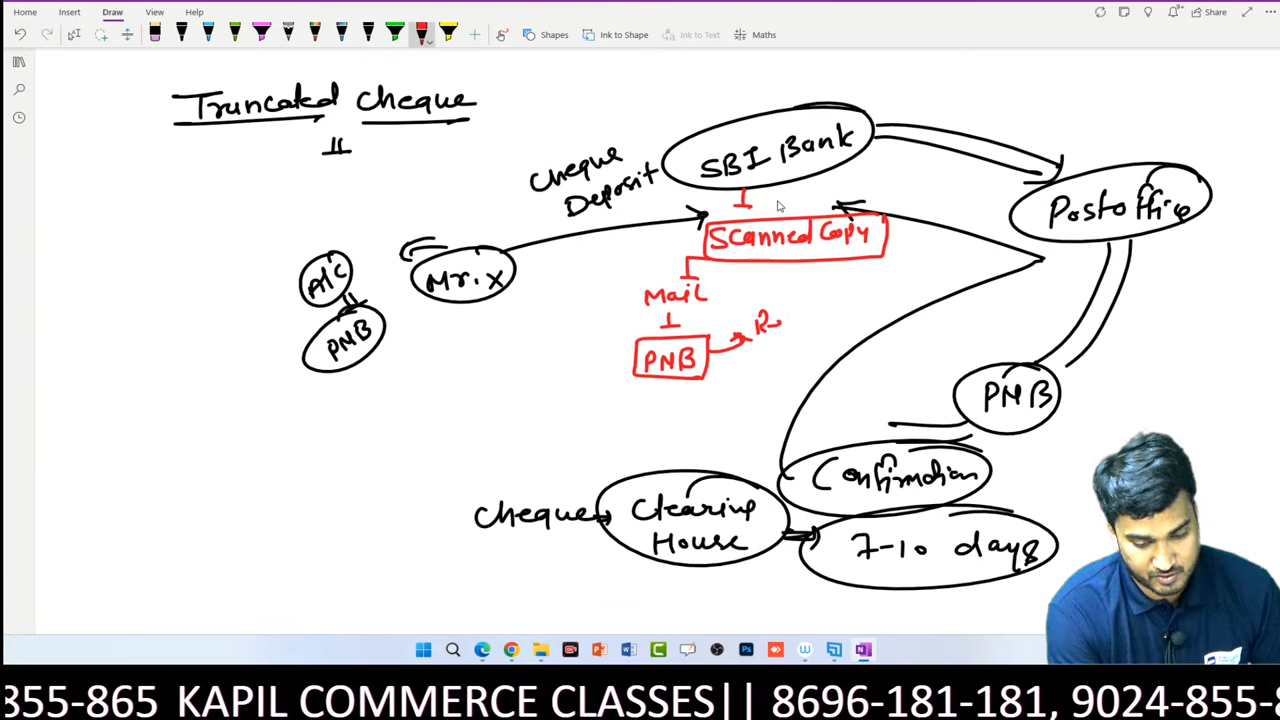 Home Insert Draw View Help
Share
Shapes Ink to Shape Ink to Text Maths
Truncated Cheque
SBI Bank
Cheque
Deposit
Post office
Scanned Copy
A/c
Mr. X
Mail
PNB
PNB
PNB
Confirmation
Cheque
Clearing
House
7-10 days
855-865 KAPIL COMMERCE CLASSES|| 8696-181-181, 9024-855-8